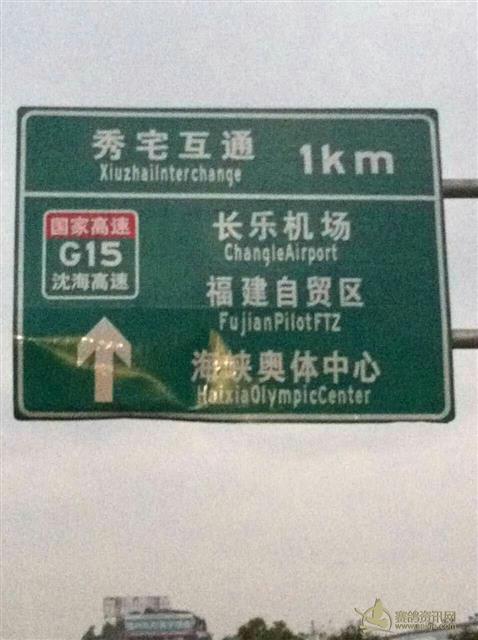 秀宅互通 1km
XiuzhaiInterchange
国家高速
G15
沈海高速
长乐机场
ChangleAirport
福建自贸区
FujianPilotFTZ
海峡奥体中心
HaixiaOlympicCenter
赛鸽资讯网